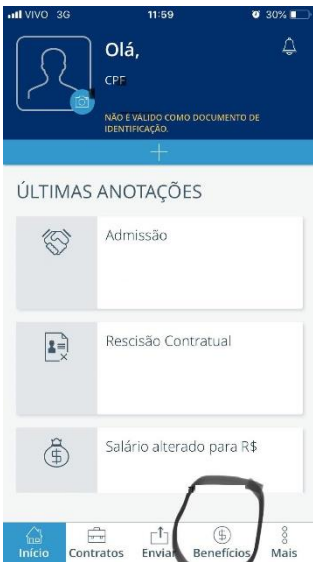 VIVO 3G 11:59 30%
Olá,
CPF
NÃO É VÁLIDO COMO DOCUMENTO DE
IDENTIFICAÇÃO.
ÚLTIMAS ANOTAÇÕES
Admissão
Rescisão Contratual
Salário alterado para R$
Início Contratos Enviar Benefícios Mais